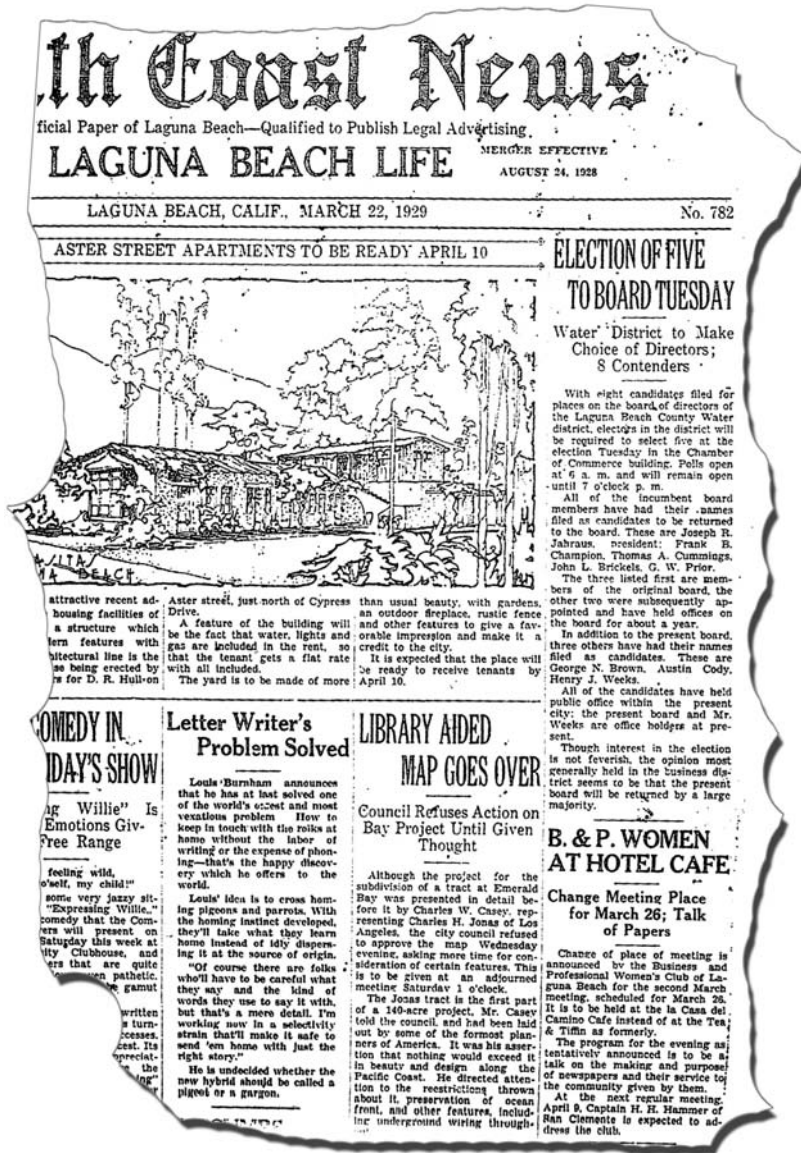 th Coast News
ficial Paper of Laguna Beach—Qualified to Publish Legal Advertising
LAGUNA BEACH LIFE
MERGER EFFECTIVE
AUGUST 24, 1928
LAGUNA BEACH, CALIF., MARCH 22, 1929
No. 782
ASTER STREET APARTMENTS TO BE READY APRIL 10
ASITAS
NA BEACH
attractive recent ad-
housing facilities of
a structure which
ern features with
hitectural line is the
se being erected by
rs for D. R. Hull on
Aster street, just north of Cypress
Drive.
A feature of the building will
be the fact that water, lights and
gas are included in the rent, so
that the tenant gets a flat rate
with all included.
The yard is to be made of more
than usual beauty, with gardens,
an outdoor fireplace, rustic fence
and other features to give a fav-
orable impression and make it a
credit to the city.
It is expected that the place will
be ready to receive tenants by
April 10.
COMEDY IN
DAY'S SHOW
ng Willie" Is
Emotions Giv-
Free Range
feeling wild,
o'self, my child!"
some very jazzy sit-
"Expressing Willie,"
comedy that the Com-
ers will present on
Saturday this week at
ity Clubhouse, and
ers that are quite
even pathetic.
gamut
written
turn-
ccesses.
cest. Its
preciat-
the
ing"
Letter Writer's
Problem Solved
Louis Burnham announces
that he has at last solved one
of the world's oldest and most
vexatious problem How to
keep in touch with the folks at
home without the labor of
writing or the expense of phon-
ing—that's the happy discov-
ery which he offers to the
world.
Louis' idea is to cross hom-
ing pigeons and parrots. With
the homing instinct developed,
they'll take what they learn
home instead of idly dispers-
ing it at the source of origin.
"Of course there are folks
who'll have to be careful what
they say and the kind of
words they use to say it with,
but that's a mere detail. I'm
working now in a selectivity
strain that'll make it safe to
send 'em home with just the
right story."
He is undecided whether the
new hybrid should be called a
pigeot or a gargon.
LIBRARY AIDED
MAP GOES OVER
Council Refuses Action on
Bay Project Until Given
Thought
Although the project for the
subdivision of a tract at Emerald
Bay was presented in detail be-
fore it by Charles W. Casey, rep-
resenting Charles H. Jonas of Los
Angeles, the city council refused
to approve the map Wednesday
evening, asking more time for con-
sideration of certain features. This
is to be given at an adjourned
meeting Saturday 1 o'clock.
The Jonas tract is the first part
of a 140-acre project, Mr. Casey
told the council, and had been laid
out by some of the formost plan-
ners of America. It was his asser-
tion that nothing would exceed it
in beauty and design along the
Pacific Coast. He directed atten-
tion to the reestrictions thrown
about it, preservation of ocean
front, and other features, includ-
ing underground wiring through-
ELECTION OF FIVE
TO BOARD TUESDAY
Water District to Make
Choice of Directors;
8 Contenders
With eight candidates filed for
places on the board of directors of
the Laguna Beach County Water
district, electors in the district will
be required to select five at the
election Tuesday in the Chamber
of Commerce building. Polls open
at 6 a. m. and will remain open
until 7 o'clock p. m.
All of the incumbent board
members have had their names
filed as candidates to be returned
to the board. These are Joseph R.
Jahraus, president; Frank B.
Champion, Thomas A. Cummings,
John L. Brickels, G. W. Prior.
The three listed first are mem-
bers of the original board, the
other two were subsequently ap-
pointed and have held offices on
the board for about a year.
In addition to the present board,
three others have had their names
filed as candidates. These are
George N. Brown, Austin Cody,
Henry J. Weeks.
All of the candidates have held
public office within the present
city; the present board and Mr.
Weeks are office holders at pre-
sent.
Though interest in the election
is not feverish, the opinion most
generally held in the business dis-
trict seems to be that the present
board will be returned by a large
majority.
B. & P. WOMEN
AT HOTEL CAFE
Change Meeting Place
for March 26; Talk
of Papers
Change of place of meeting is
announced by the Business and
Professional Women's Club of La-
guna Beach for the second March
meeting, scheduled for March 26.
It is to be held at the la Casa del
Camino Cafe instead of at the Tea
& Tiffin as formerly.
The program for the evening as
tentatively announced is to be a
talk on the making and purpose
of newspapers and their service to
the community given by them.
At the next regular meeting,
April 9, Captain H. H. Hammer of
San Clemente is expected to ad-
dress the club.